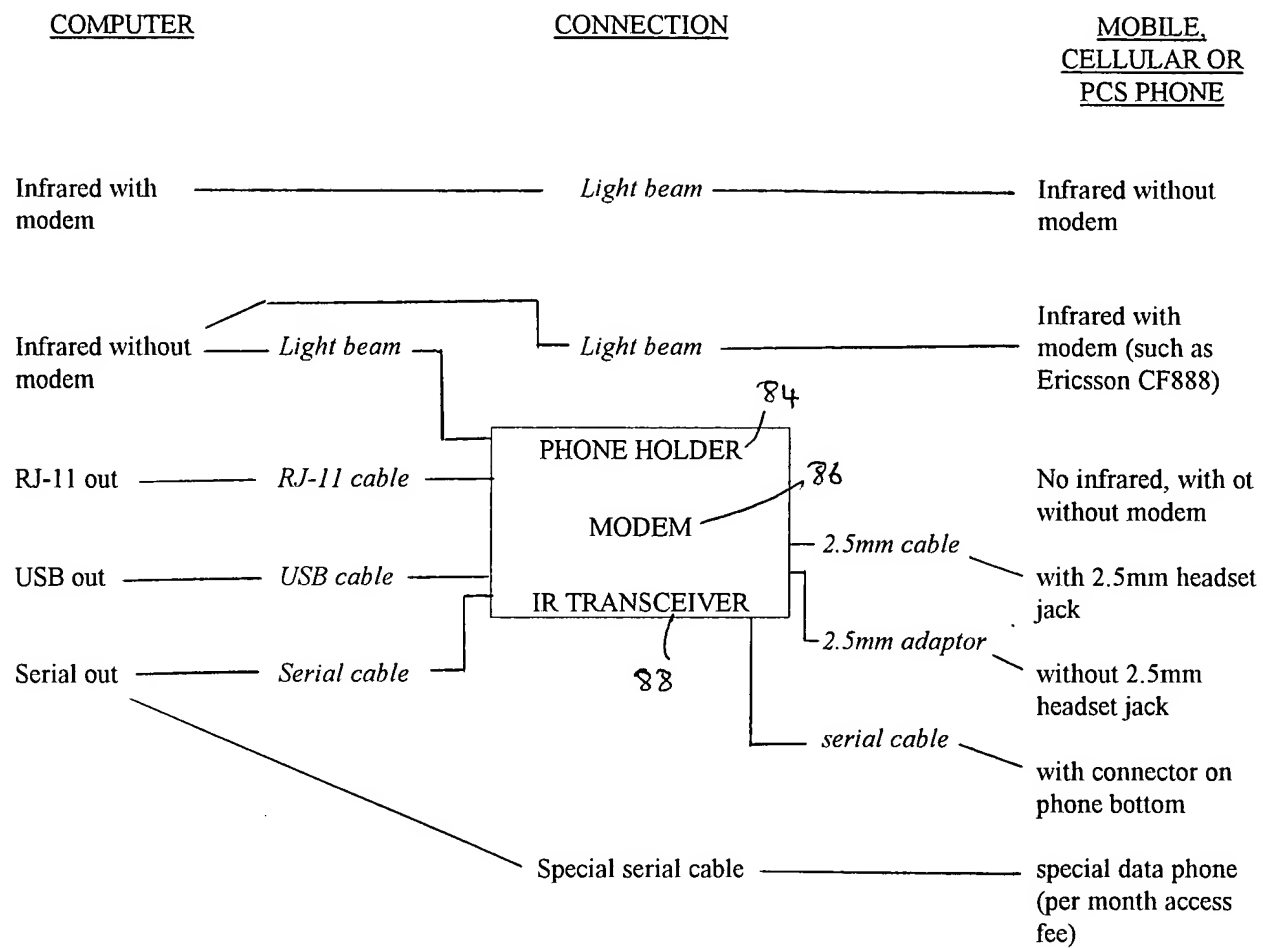 COMPUTER
CONNECTION
MOBILE,
CELLULAR OR
PCS PHONE
Infrared with
modem
Light beam
Infrared without
modem
Infrared without
modem
Light beam
Light beam
Infrared with
modem (such as
Ericsson CF888)
84
PHONE HOLDER
RJ-11 out
RJ-11 cable
86
MODEM
No infrared, with ot
without modem
2.5mm cable
USB out
USB cable
with 2.5mm headset
jack
IR TRANSCEIVER
88
2.5mm adaptor
Serial out
Serial cable
without 2.5mm
headset jack
serial cable
with connector on
phone bottom
Special serial cable
special data phone
(per month access
fee)